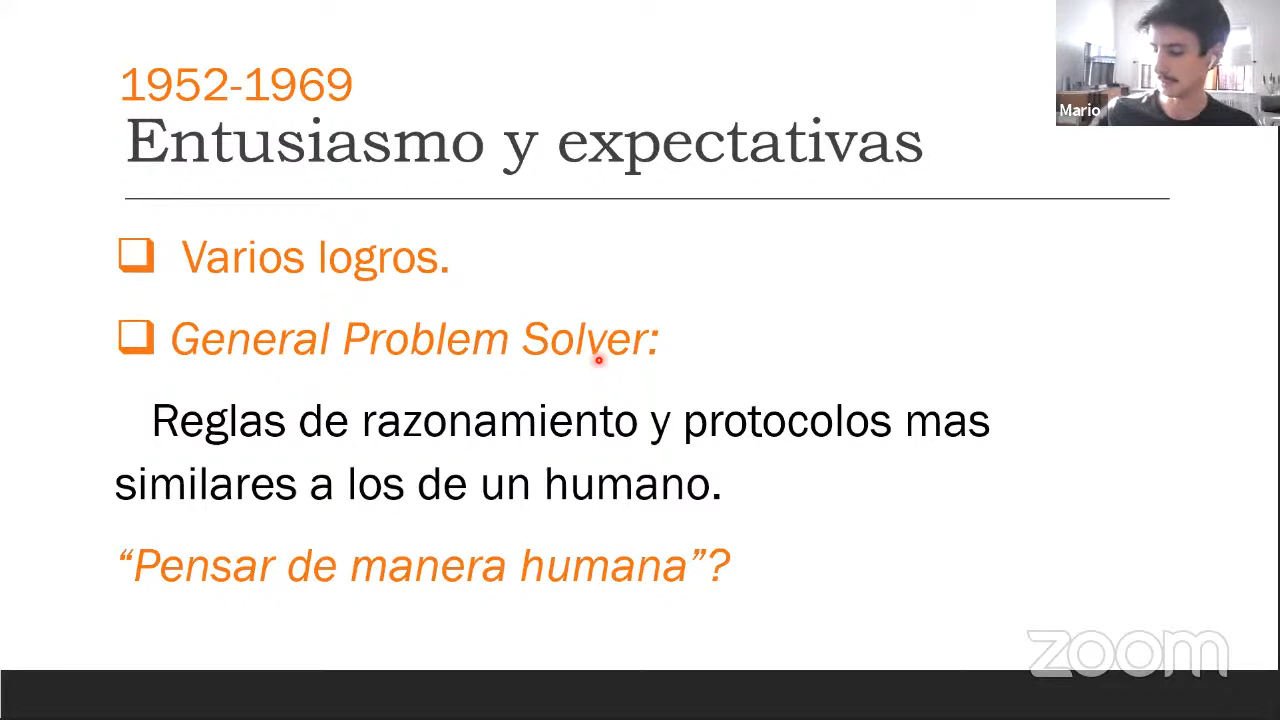 1952-1969
Entusiasmo y expectativas
Varios logros.
General Problem Solver:
Reglas de razonamiento y protocolos mas
similares a los de un humano.
“Pensar de manera humana”?
Mario
zoom